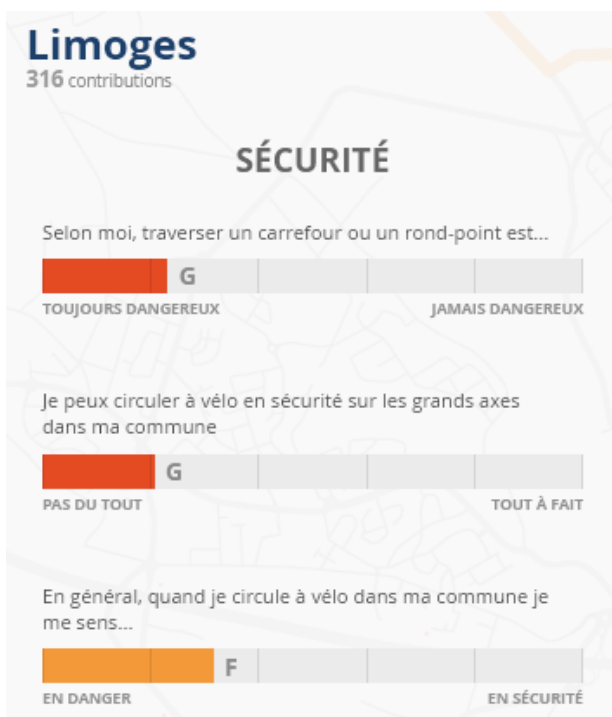 Limoges
316 contributions
SÉCURITÉ
Selon moi, traverser un carrefour ou un rond-point est...
G
TOUJOURS DANGEREUX JAMAIS DANGEREUX
Je peux circuler à vélo en sécurité sur les grands axes
dans ma commune
G
PAS DU TOUT TOUT À FAIT
En général, quand je circule à vélo dans ma commune je
me sens...
F
EN DANGER EN SÉCURITÉ